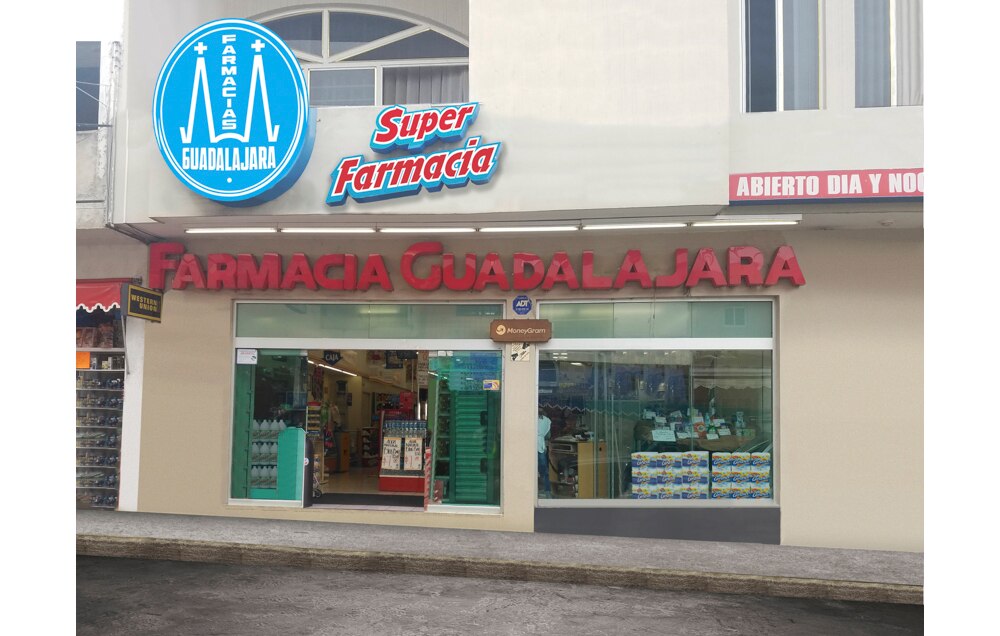 FARMACIAS
GUADALAJARA
Super
Farmacia
ABIERTO DIA Y NOC
FARMACIA GUADALAJARA
WESTERN
UNION
ADT
MoneyGram
CAJA